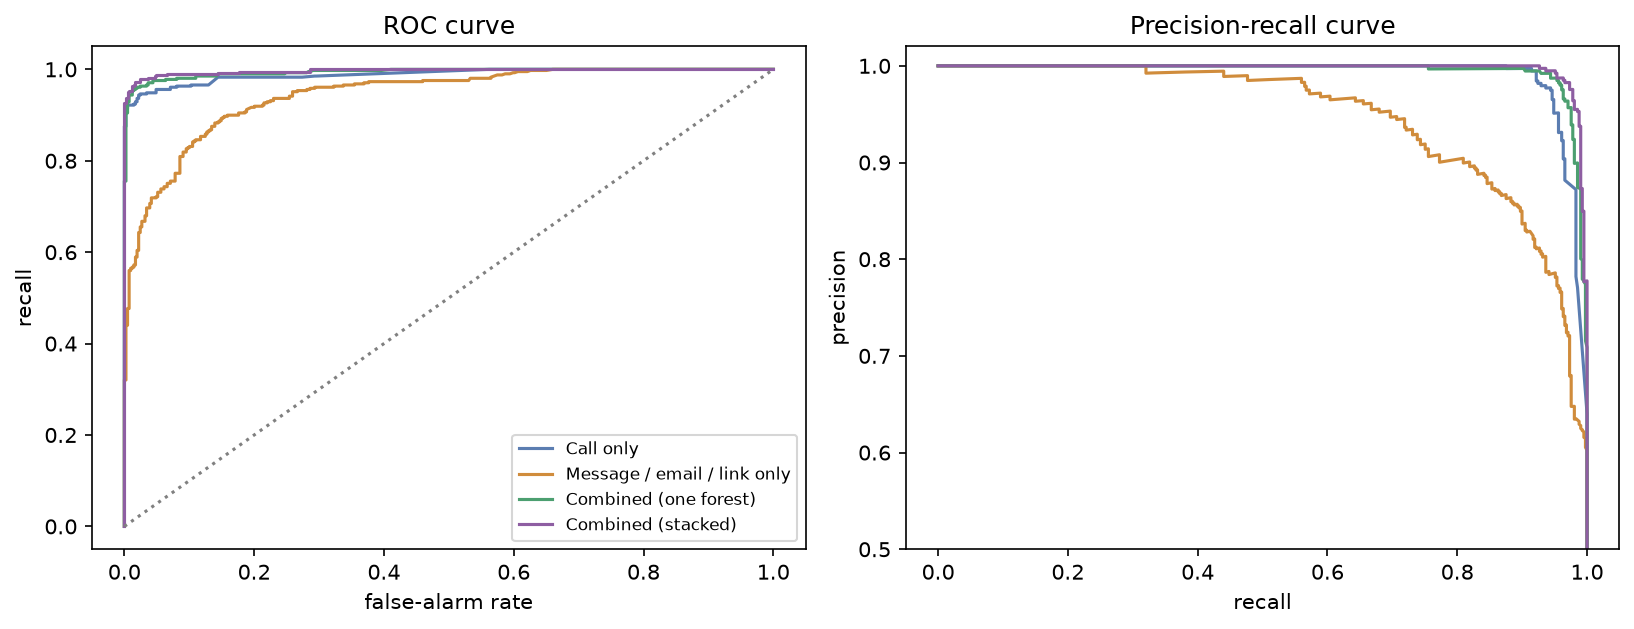 ROC curve
1.0
0.8
0.6
0.4
0.2
0.0
recall
0.0 0.2 0.4 0.6 0.8 1.0
false-alarm rate
Call only
Message / email / link only
Combined (one forest)
Combined (stacked)
Precision-recall curve
1.0
0.9
0.8
0.7
0.6
0.5
precision
0.0 0.2 0.4 0.6 0.8 1.0
recall